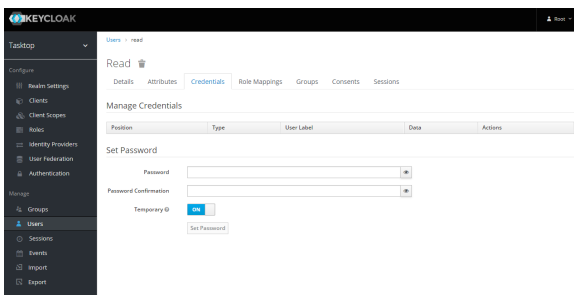 KEYCLOAK
Root
Tasktop
Users > read
Read
Configure
Details Attributes Credentials Role Mappings Groups Consents Sessions
Realm Settings
Clients
Client Scopes
Roles
Identity Providers
User Federation
Authentication
Manage
Groups
Users
Sessions
Events
Import
Export
Manage Credentials
Position Type User Label Data Actions
Set Password
Password
Password Confirmation
Temporary
ON
Set Password